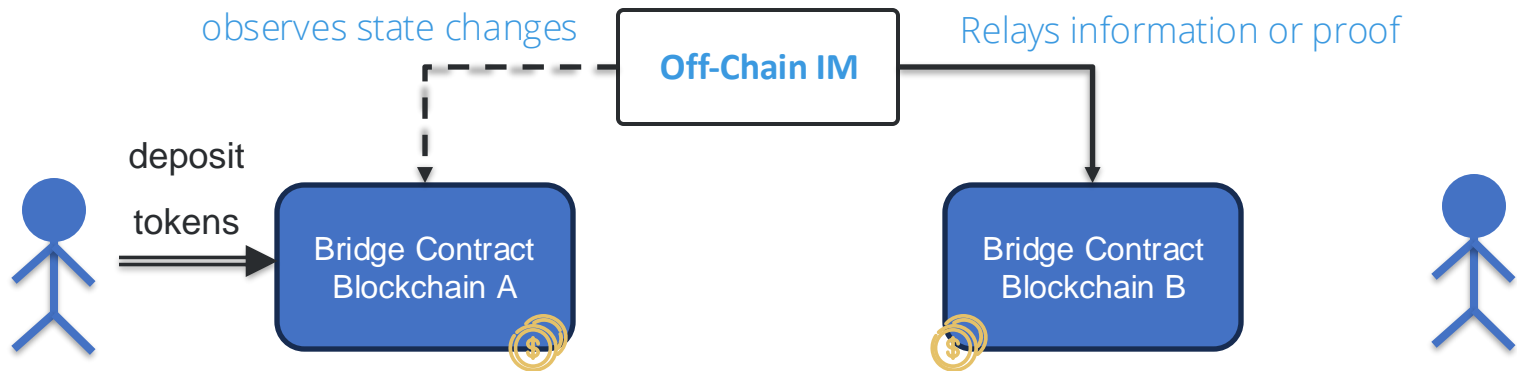 observes state changes
Off-Chain IM
Relays information or proof
deposit
tokens
Bridge Contract
Blockchain A
$
Bridge Contract
Blockchain B
$